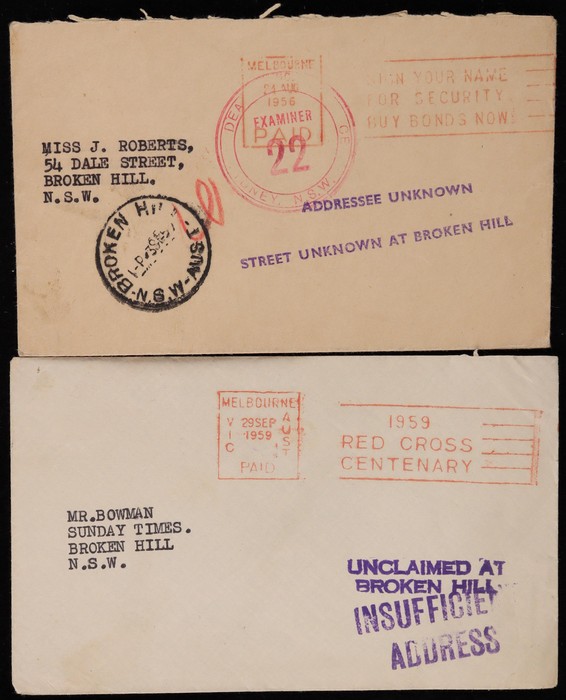 MELBOURNE
1956
PAID
SIGN YOUR NAME
FOR SECURITY.
BUY BONDS NOW!
EXAMINER
22
N.S.W.
MISS J. ROBERTS,
54 DALE STREET,
BROKEN HILL.
N.S.W.
ADDRESSEE UNKNOWN
STREET UNKNOWN AT BROKEN HILL
BROKEN
N.S.W-AUS
MELBOURNE
VIC AUST
29SEP
1959
PAID
1959
RED CROSS
CENTENARY
MR.BOWMAN
SUNDAY TIMES.
BROKEN HILL
N.S.W.
UNCLAIMED AT
BROKEN HILL
ADDRESS